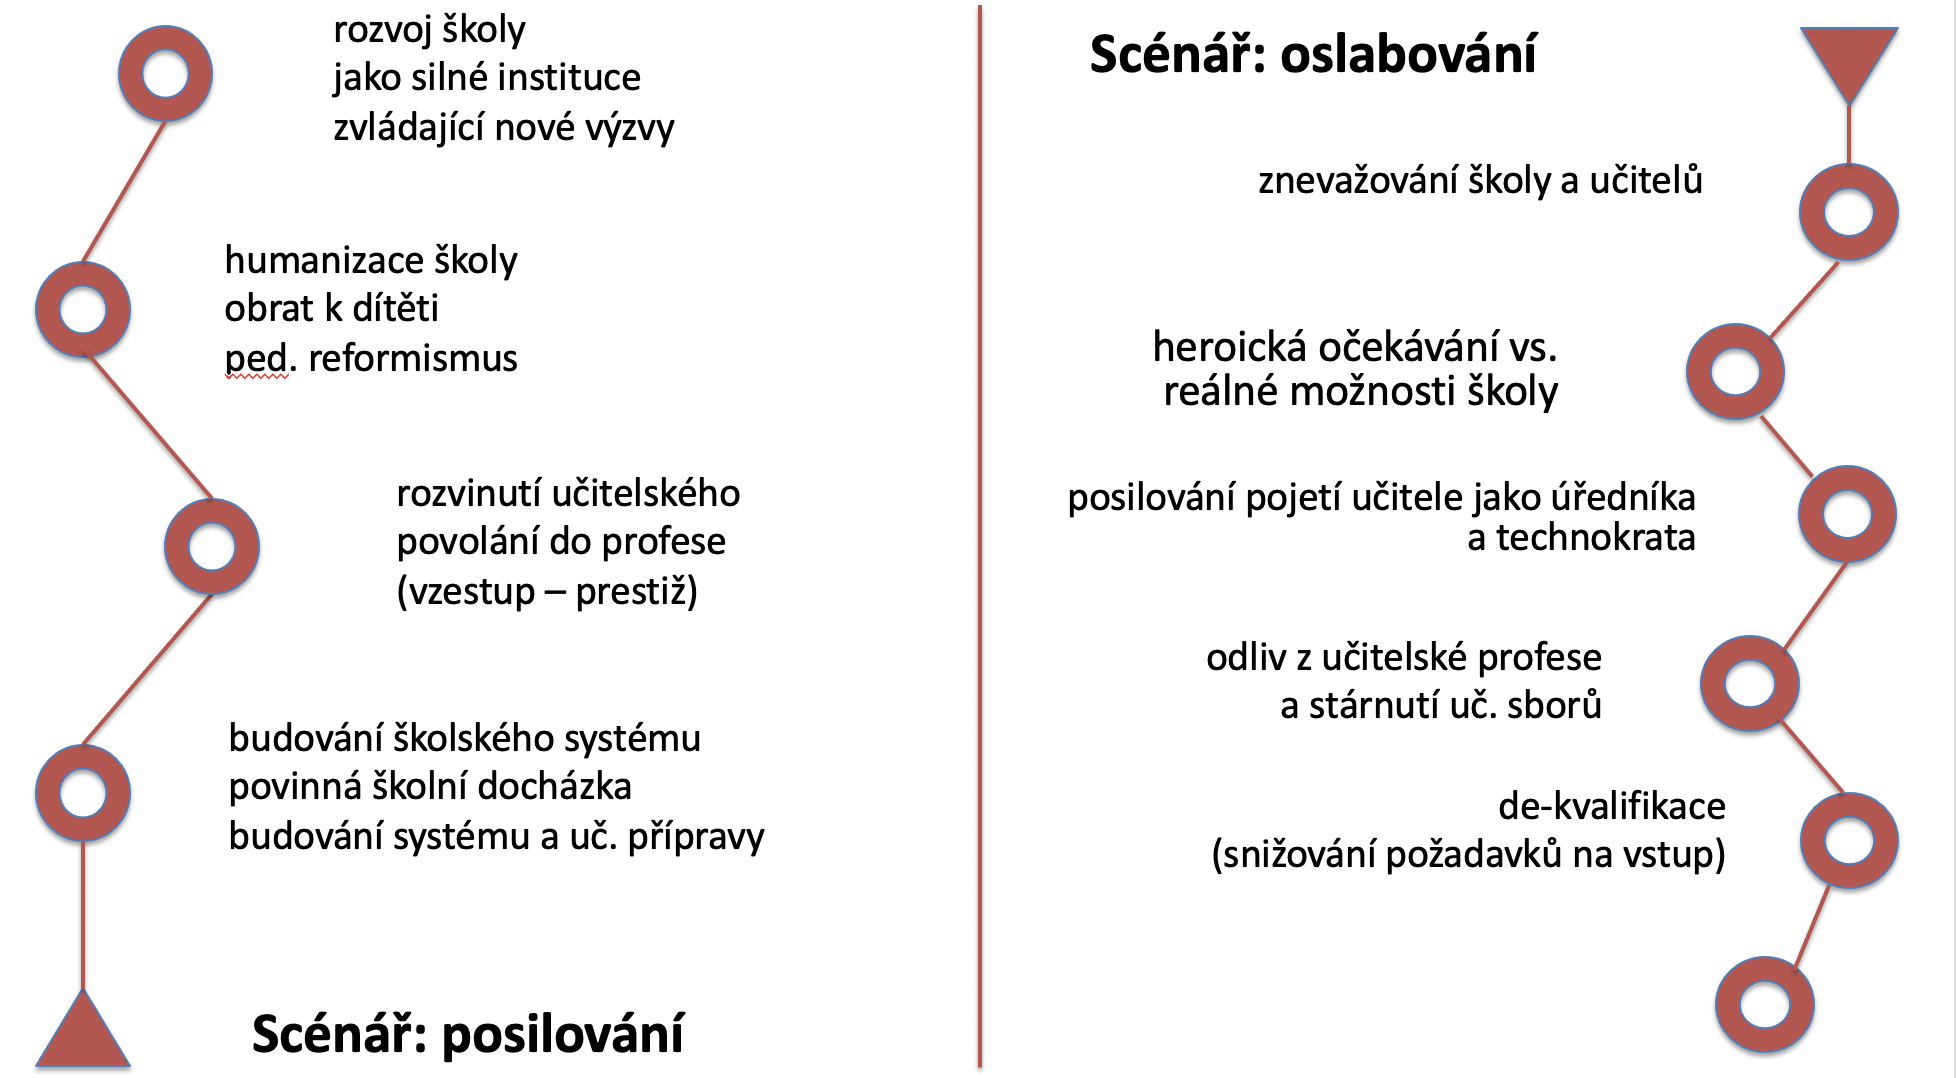 rozvoj školy
jako silné instituce
zvládající nové výzvy
humanizace školy
obrat k dítěti
ped. reformismus
rozvinutí učitelského
povolání do profese
(vzestup – prestiž)
budování školského systému
povinná školní docházka
budování systému a uč. přípravy
Scénář: posilování
Scénář: oslabování
znevažování školy a učitelů
heroická očekávání vs.
reálné možnosti školy
posilování pojetí učitele jako úředníka
a technokrata
odliv z učitelské profese
a stárnutí uč. sborů
de-kvalifikace
(snižování požadavků na vstup)